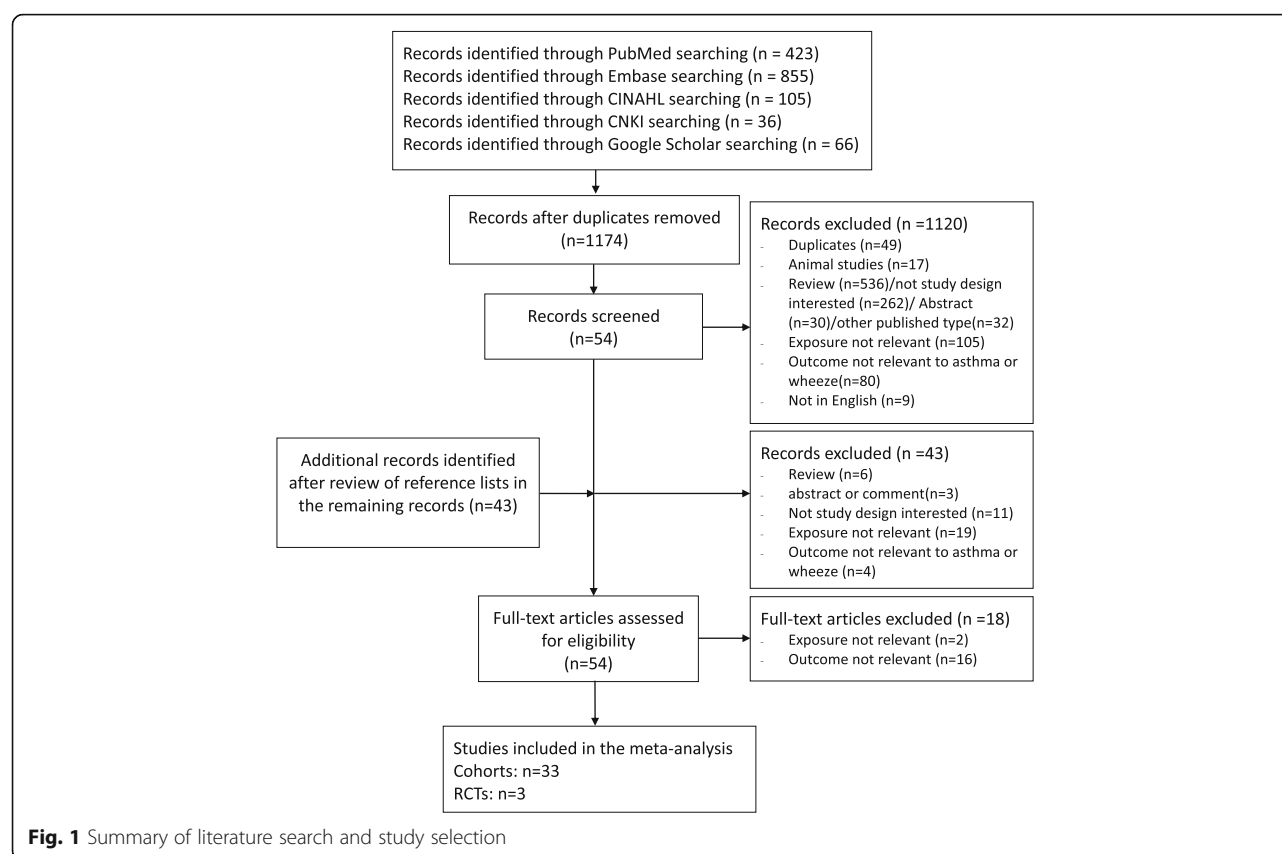 Records identified through PubMed searching (n = 423)
Records identified through Embase searching (n = 855)
Records identified through CINAHL searching (n = 105)
Records identified through CNKI searching (n = 36)
Records identified through Google Scholar searching (n = 66)
Records after duplicates removed
(n=1174)
Records excluded (n =1120)
- Duplicates (n=49)
- Animal studies (n=17)
- Review (n=536)/not study design
interested (n=262)/ Abstract
(n=30)/other published type(n=32)
- Exposure not relevant (n=105)
- Outcome not relevant to asthma or
wheeze(n=80)
- Not in English (n=9)
Records screened
(n=54)
Additional records identified
after review of reference lists in
the remaining records (n=43)
Records excluded (n =43)
- Review (n=6)
- abstract or comment(n=3)
- Not study design interested (n=11)
- Exposure not relevant (n=19)
- Outcome not relevant to asthma or
wheeze (n=4)
Full-text articles assessed
for eligibility
(n=54)
Full-text articles excluded (n =18)
- Exposure not relevant (n=2)
- Outcome not relevant (n=16)
Studies included in the meta-analysis
Cohorts: n=33
RCTs: n=3
Fig. 1 Summary of literature search and study selection